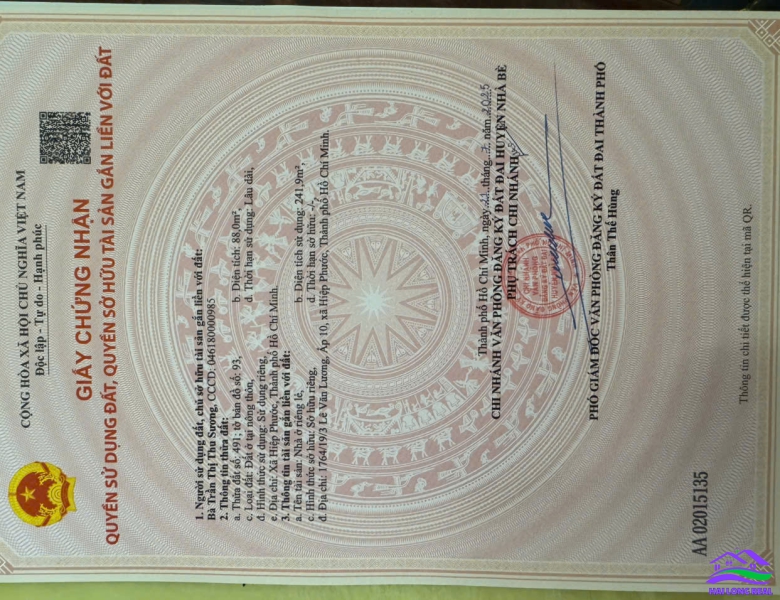 CỘNG HÒA XÃ HỘI CHỦ NGHĨA VIỆT NAM
Độc lập - Tự do - Hạnh phúc
GIẤY CHỨNG NHẬN
QUYỀN SỬ DỤNG ĐẤT, QUYỀN SỞ HỮU TÀI SẢN GẮN LIỀN VỚI ĐẤT
1. Người sử dụng đất, chủ sở hữu tài sản gắn liền với đất:
Bà Trần Thị Thu Sương, CCCD: 046180000985
2. Thông tin thửa đất:
a. Thửa đất số: 491; tờ bản đồ số: 93, b. Diện tích: 88,0m²,
c. Loại đất: Đất ở tại nông thôn, d. Thời hạn sử dụng: Lâu dài,
đ. Hình thức sử dụng: Sử dụng riêng,
e. Địa chỉ: Xã Hiệp Phước, Thành phố Hồ Chí Minh.
3. Thông tin tài sản gắn liền với đất:
a. Tên tài sản: Nhà ở riêng lẻ, b. Diện tích sử dụng: 241,9m²,
c. Hình thức sở hữu: Sở hữu riêng, d. Thời hạn sở hữu: -/-,
đ. Địa chỉ: 1764/19/3 Lê Văn Lương, Ấp 10, xã Hiệp Phước, Thành phố Hồ Chí Minh.
Thành phố Hồ Chí Minh, ngày 21 tháng 7 năm 2025
CHI NHÁNH VĂN PHÒNG ĐĂNG KÝ ĐẤT ĐAI HUYỆN NHÀ BÈ
PHỤ TRÁCH CHI NHÁNH
PHÓ GIÁM ĐỐC VĂN PHÒNG ĐĂNG KÝ ĐẤT ĐAI THÀNH PHỐ
Thân Thế Hùng
AA 02015135
Thông tin chi tiết được thể hiện tại mã QR.